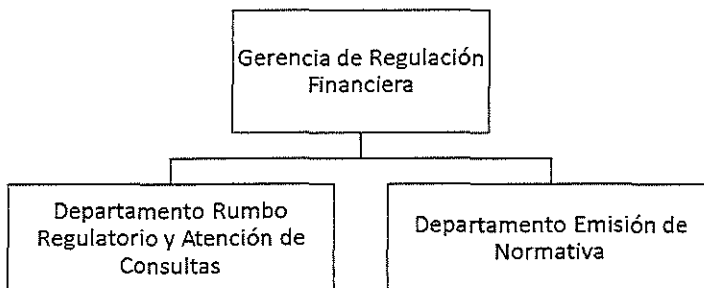 Gerencia de Regulación
Financiera
Departamento Rumbo
Regulatorio y Atención de
Consultas
Departamento Emisión de
Normativa